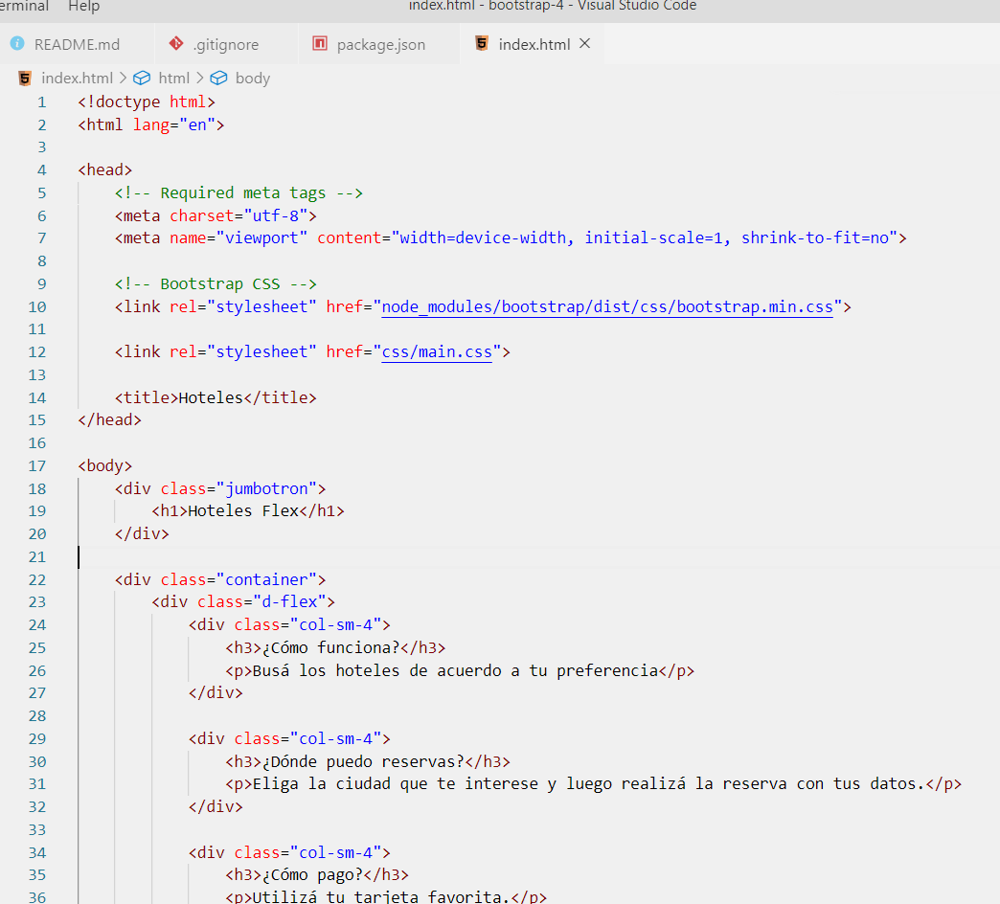 Help
index.html - bootstrap-4 - Visual Studio Code
README.md .gitignore package.json index.html
index.html > html > body
1 <!doctype html>
2 <html lang="en">
3
4 <head>
5 <!-- Required meta tags -->
6 <meta charset="utf-8">
7 <meta name="viewport" content="width=device-width, initial-scale=1, shrink-to-fit=no">
8
9 <!-- Bootstrap CSS -->
10 <link rel="stylesheet" href="node_modules/bootstrap/dist/css/bootstrap.min.css">
11
12 <link rel="stylesheet" href="css/main.css">
13
14 <title>Hoteles</title>
15 </head>
16
17 <body>
18 <div class="jumbotron">
19 <h1>Hoteles Flex</h1>
20 </div>
21
22 <div class="container">
23 <div class="d-flex">
24 <div class="col-sm-4">
25 <h3>¿Cómo funciona?</h3>
26 <p>Busá los hoteles de acuerdo a tu preferencia</p>
27 </div>
28
29 <div class="col-sm-4">
30 <h3>¿Dónde puedo reservas?</h3>
31 <p>Eliga la ciudad que te interese y luego realizá la reserva con tus datos.</p>
32 </div>
33
34 <div class="col-sm-4">
35 <h3>¿Cómo pago?</h3>
36 <p>Utilizá tu tarjeta favorita.</p>